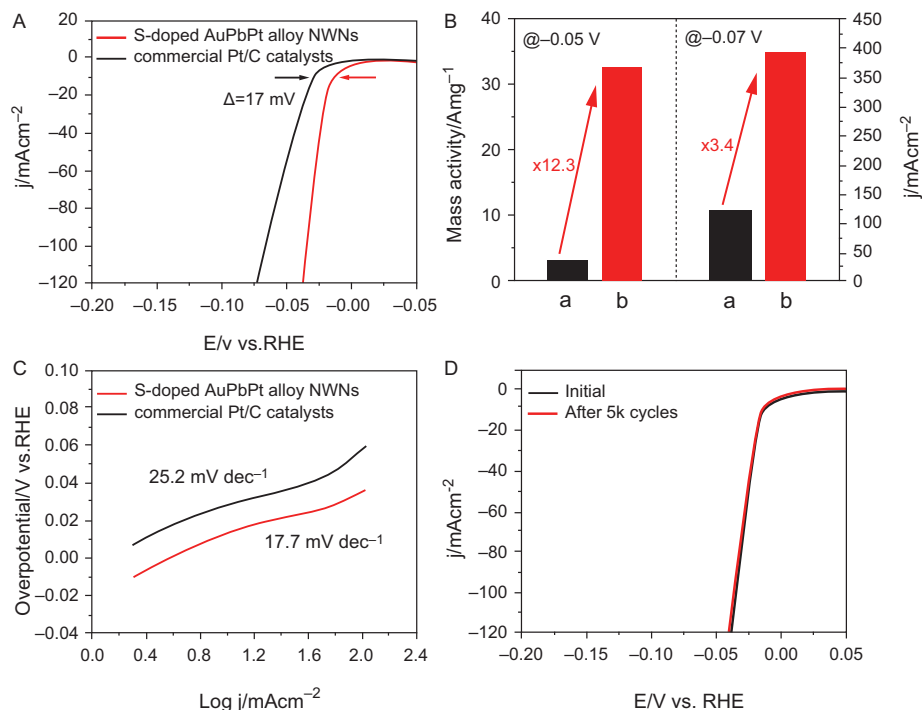 A
S-doped AuPbPt alloy NWNs
commercial Pt/C catalysts
Δ=17 mV
20
0
−20
−40
−60
−80
−100
−120
j/mAcm⁻²
−0.20 −0.15 −0.10 −0.05 −0.00 −0.05
E/v vs.RHE
B
@−0.05 V
@−0.07 V
x12.3
x3.4
40
30
20
10
0
Mass activity/Amg⁻¹
450
400
350
300
250
200
150
100
50
0
j/mAcm⁻²
a b a b
C
S-doped AuPbPt alloy NWNs
commercial Pt/C catalysts
25.2 mV dec⁻¹
17.7 mV dec⁻¹
0.10
0.08
0.06
0.04
0.02
0.00
−0.02
−0.04
Overpotential/V vs.RHE
0.0 0.4 0.8 1.2 1.6 2.0 2.4
Log j/mAcm⁻²
D
Initial
After 5k cycles
0
−20
−40
−60
−80
−100
−120
j/mAcm⁻²
−0.20 −0.15 −0.10 −0.05 0.00 0.05
E/V vs. RHE